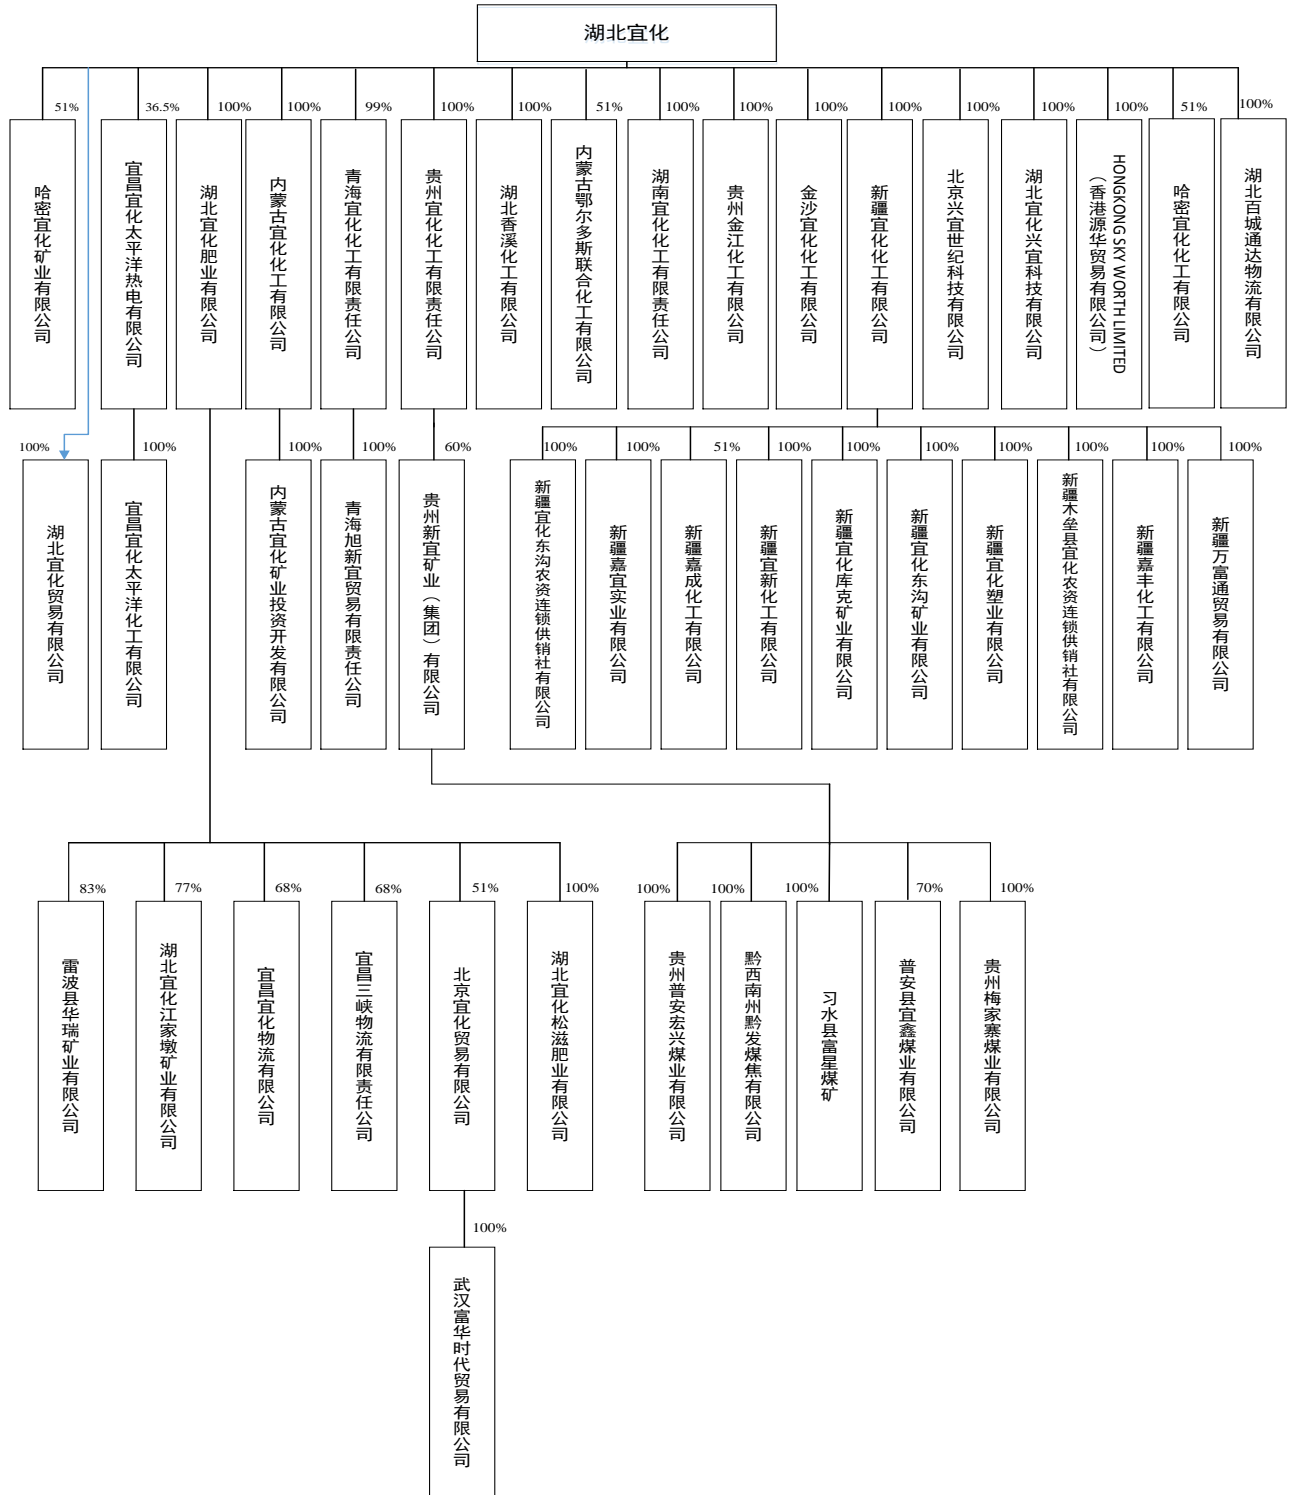 湖北宜化
51%
36.5%
100%
100%
99%
100%
100%
51%
100%
100%
100%
100%
100%
100%
100%
51%
100%
哈密宜化矿业有限公司
宜昌宜化太平洋热电有限公司
湖北宜化肥业有限公司
内蒙古宜化化工有限公司
青海宜化化工有限责任公司
贵州宜化化工有限责任公司
湖北香溪化工有限公司
内蒙古鄂尔多斯联合化工有限公司
湖南宜化化工有限责任公司
贵州金江化工有限公司
金沙宜化化工有限公司
新疆宜化化工有限公司
北京兴宜世纪科技有限公司
湖北宜化兴宜科技有限公司
HONGKONG SKY WORTH LIMITED
（香港源华贸易有限公司）
哈密宜化化工有限公司
湖北百城通达物流有限公司
100%
100%
100%
100%
60%
100%
100%
51%
100%
100%
100%
100%
100%
100%
100%
湖北宜化贸易有限公司
宜昌宜化太平洋化工有限公司
内蒙古宜化矿业投资开发有限公司
青海旭新宜贸易有限责任公司
贵州新宜矿业（集团）有限公司
新疆宜化东沟农资连锁供销社有限公司
新疆嘉宜实业有限公司
新疆嘉成化工有限公司
新疆宜新化工有限公司
新疆宜化库克矿业有限公司
新疆宜化东沟矿业有限公司
新疆宜化塑业有限公司
新疆木垒县宜化农资连锁供销社有限公司
新疆嘉丰化工有限公司
新疆万富通贸易有限公司
83%
77%
68%
68%
51%
100%
100%
100%
100%
70%
100%
雷波县华瑞矿业有限公司
湖北宜化江家墩矿业有限公司
宜昌宜化物流有限公司
宜昌三峡物流有限责任公司
北京宜化贸易有限公司
湖北宜化松滋肥业有限公司
贵州普安宏兴煤业有限公司
黔西南州黔发煤焦有限公司
习水县富星煤矿
普安县宜鑫煤业有限公司
贵州梅家寨煤业有限公司
100%
武汉富华时代贸易有限公司